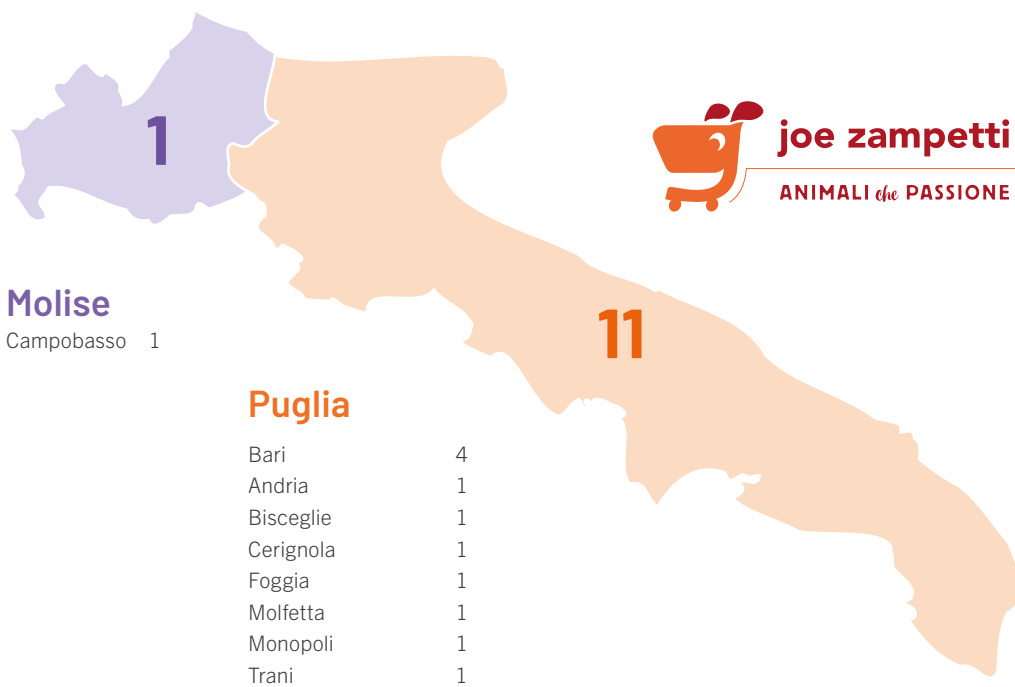 1
joe zampetti
ANIMALI che PASSIONE
Molise
Campobasso 1
11
Puglia
Bari 4
Andria 1
Bisceglie 1
Cerignola 1
Foggia 1
Molfetta 1
Monopoli 1
Trani 1